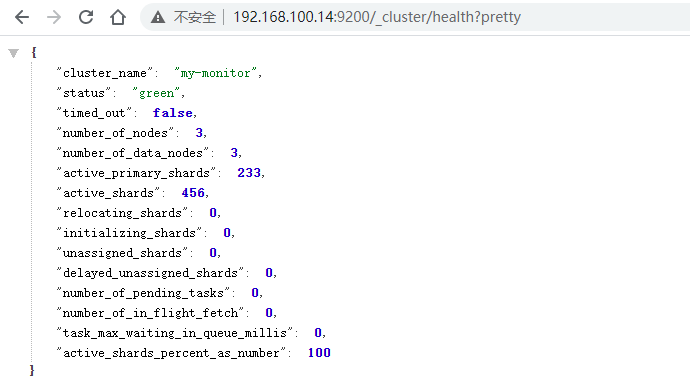 不安全 | 192.168.100.14:9200/_cluster/health?pretty
{
"cluster_name": "my-monitor",
"status": "green",
"timed_out": false,
"number_of_nodes": 3,
"number_of_data_nodes": 3,
"active_primary_shards": 233,
"active_shards": 456,
"relocating_shards": 0,
"initializing_shards": 0,
"unassigned_shards": 0,
"delayed_unassigned_shards": 0,
"number_of_pending_tasks": 0,
"number_of_in_flight_fetch": 0,
"task_max_waiting_in_queue_millis": 0,
"active_shards_percent_as_number": 100
}